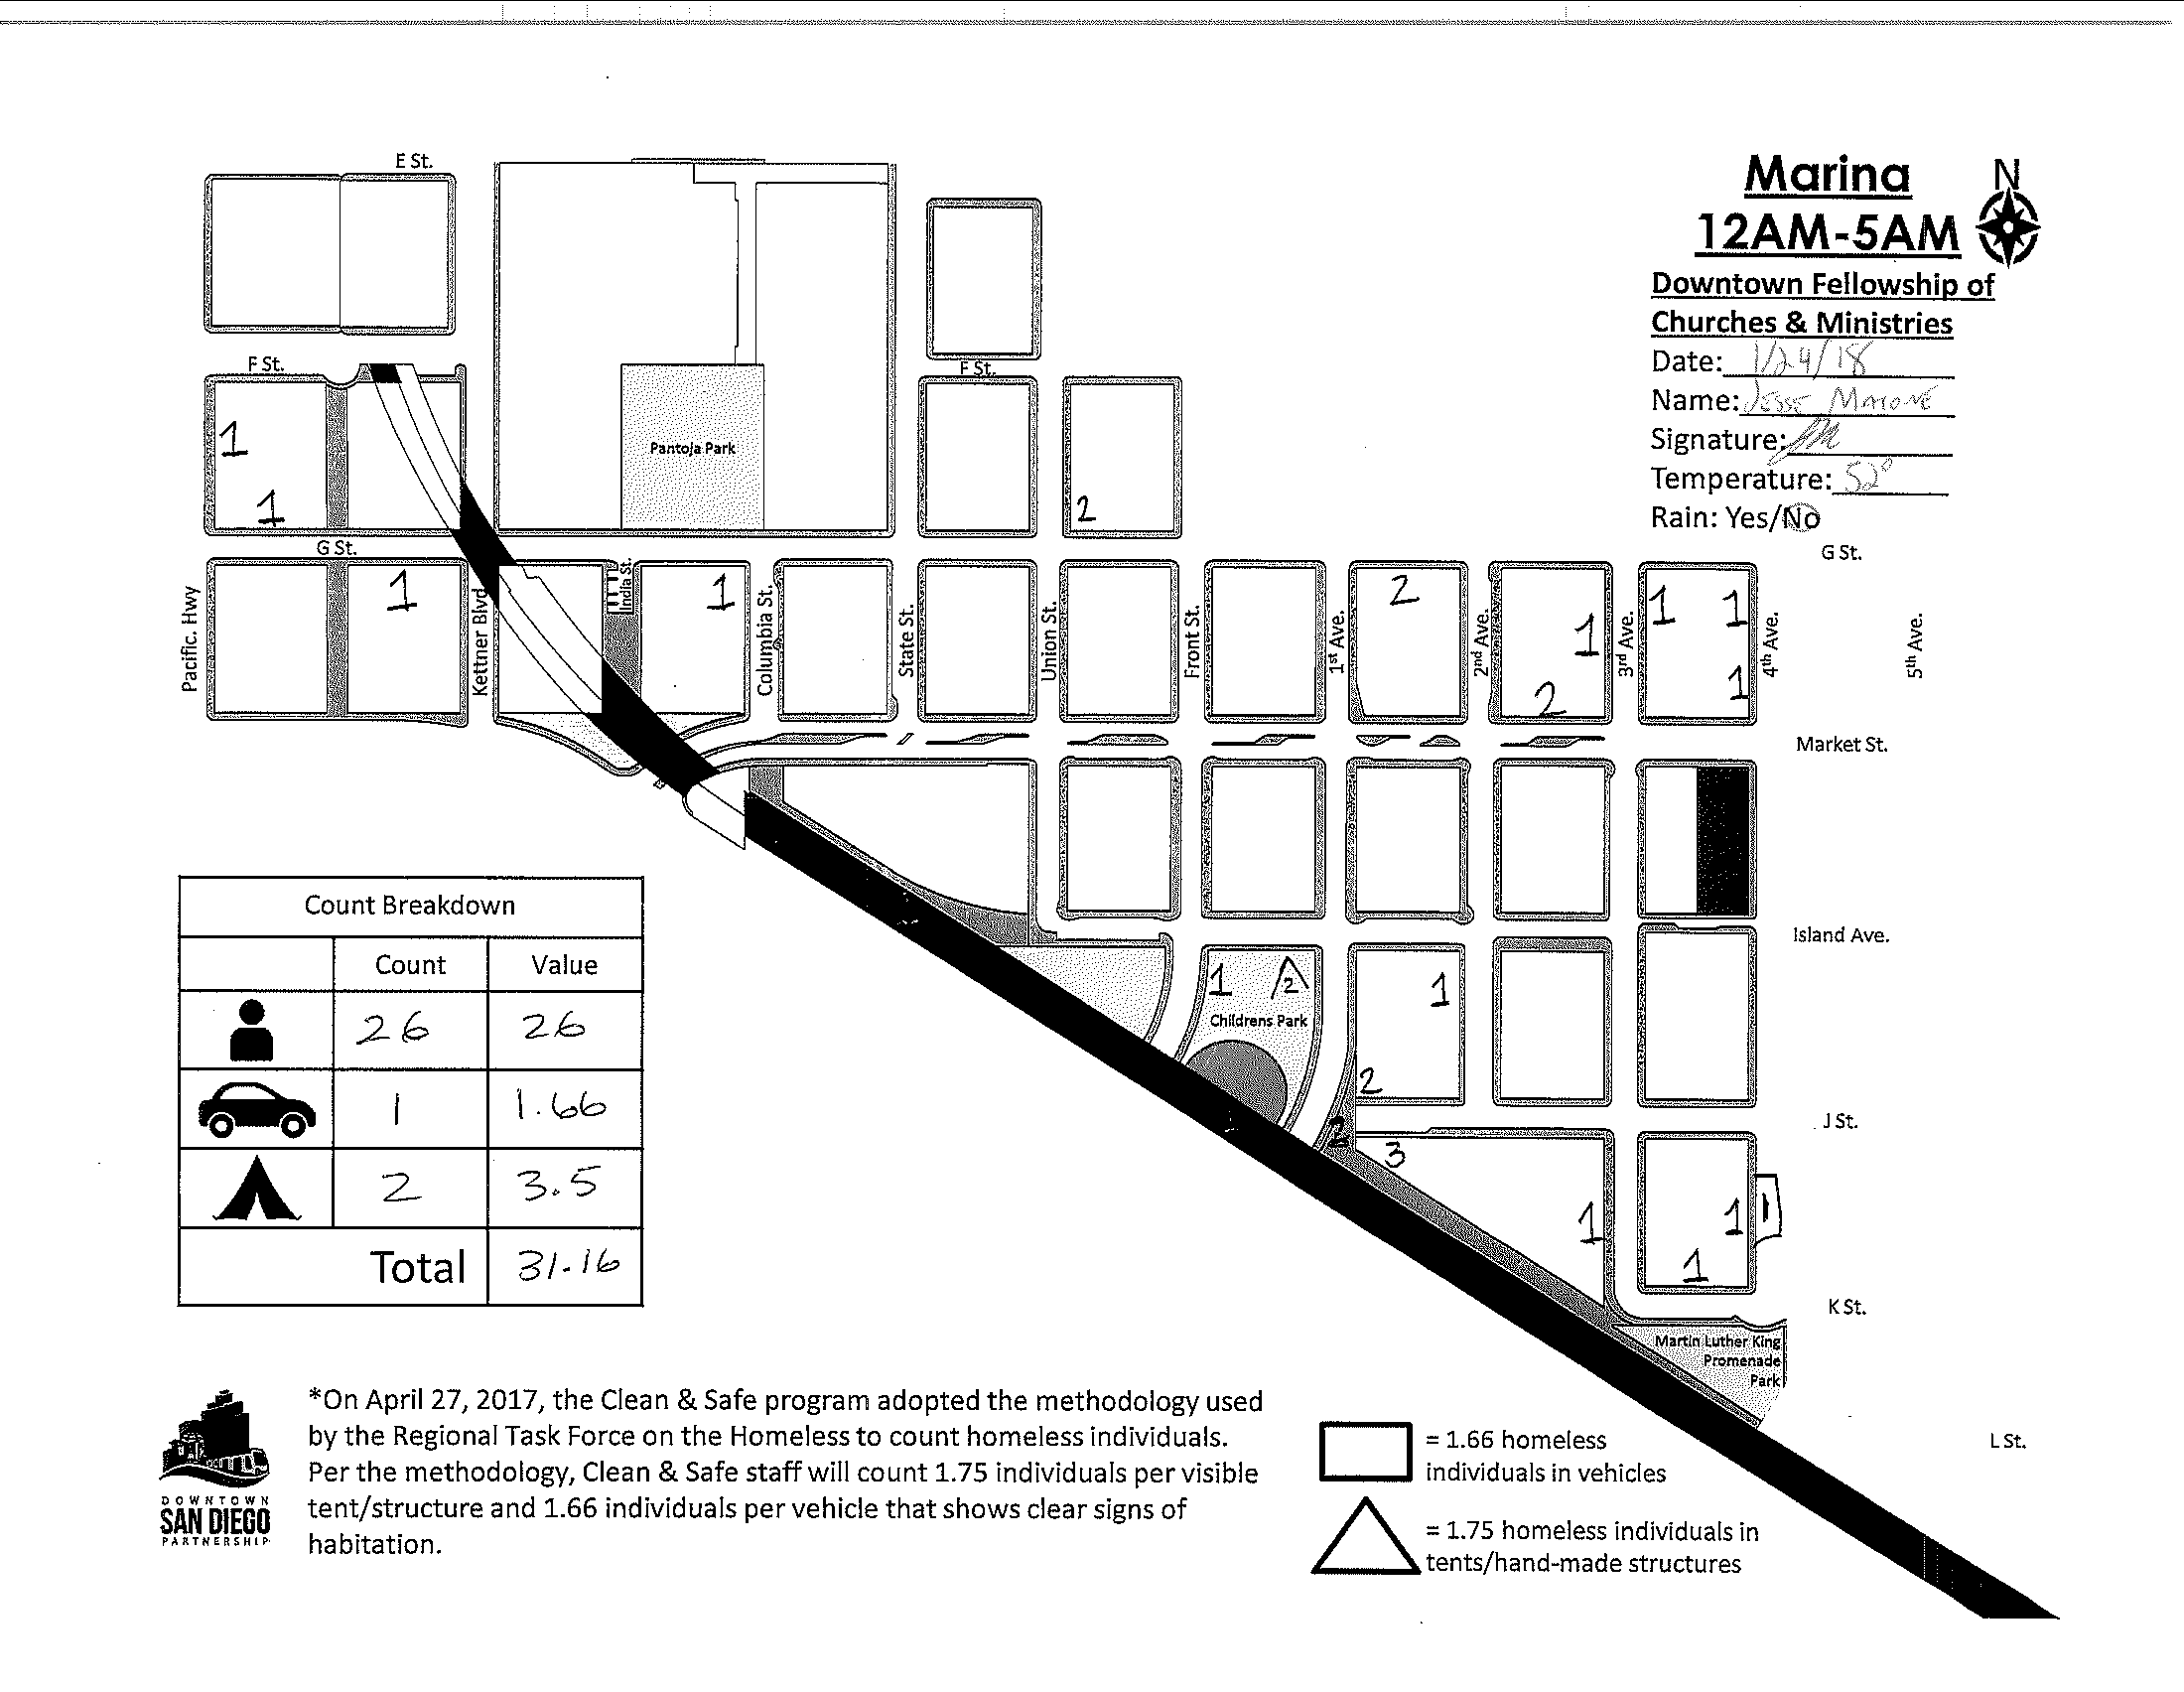 Marina
N
12AM-5AM
Downtown Fellowship of
Churches & Ministries
Date: 1/24/18
Name: Jesse Malone
Signature:
Temperature: 52°
Rain: Yes/No
E St.
F St.
F St.
Pantoja Park
1
1
2
G St.
G St.
Pacific. Hwy
1
Kettner Blvd
India St.
1
Columbia St.
State St.
Union St.
Front St.
1st Ave.
2
2nd Ave.
1
2
3rd Ave.
1
1
1
4th Ave.
5th Ave.
Market St.
Island Ave.
1
2
Childrens Park
1
2
1
2
J St.
3
1
1
1
1
K St.
Martin Luther King
Promenade
Park
L St.
Count Breakdown
Count Value
26 26
1 1.66
2 3.5
Total 31.16
DOWNTOWN
SAN DIEGO
PARTNERSHIP
*On April 27, 2017, the Clean & Safe program adopted the methodology used
by the Regional Task Force on the Homeless to count homeless individuals.
Per the methodology, Clean & Safe staff will count 1.75 individuals per visible
tent/structure and 1.66 individuals per vehicle that shows clear signs of
habitation.
= 1.66 homeless
individuals in vehicles
= 1.75 homeless individuals in
tents/hand-made structures